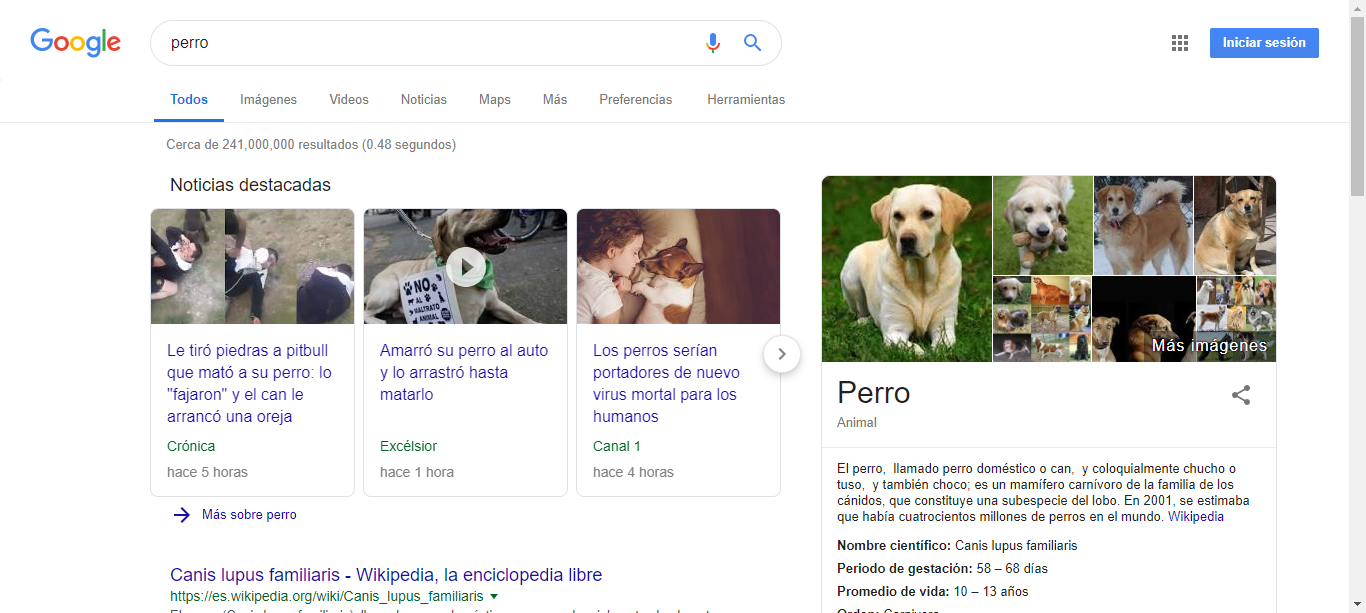 Google
perro
Iniciar sesión
Todos Imágenes Videos Noticias Maps Más Preferencias Herramientas
Cerca de 241,000,000 resultados (0.48 segundos)
Noticias destacadas
NO
AL
MALTRATO
ANIMAL
Le tiró piedras a pitbull
que mató a su perro: lo
"fajaron" y el can le
arrancó una oreja
Crónica
hace 5 horas
Amarró su perro al auto
y lo arrastró hasta
matarlo
Excélsior
hace 1 hora
Los perros serían
portadores de nuevo
virus mortal para los
humanos
Canal 1
hace 4 horas
Más sobre perro
Canis lupus familiaris - Wikipedia, la enciclopedia libre
https://es.wikipedia.org/wiki/Canis_lupus_familiaris
Más imágenes
Perro
Animal
El perro, llamado perro doméstico o can, y coloquialmente chucho o
tuso, y también choco; es un mamífero carnívoro de la familia de los
cánidos, que constituye una subespecie del lobo. En 2001, se estimaba
que había cuatrocientos millones de perros en el mundo. Wikipedia
Nombre científico: Canis lupus familiaris
Periodo de gestación: 58 – 68 días
Promedio de vida: 10 – 13 años